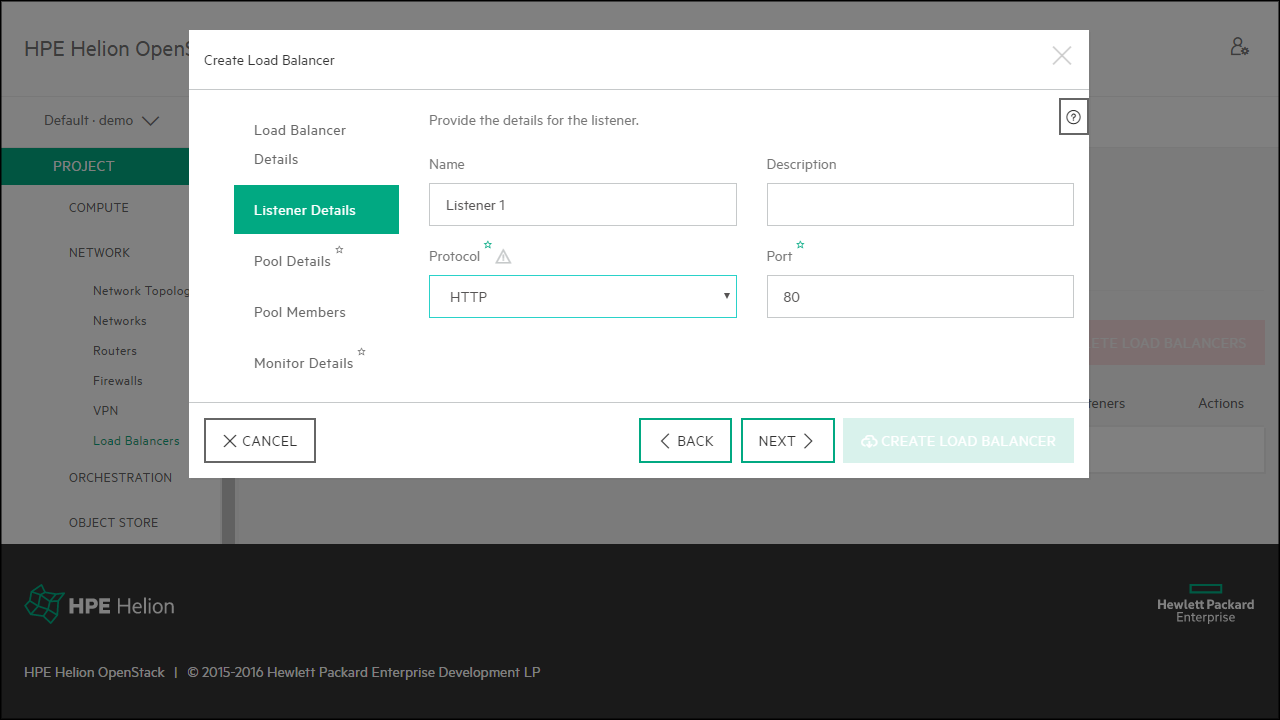 HPE Helion OpenS
Create Load Balancer
Default · demo
PROJECT
COMPUTE
NETWORK
Network Topolog
Networks
Routers
Firewalls
VPN
Load Balancers
ORCHESTRATION
OBJECT STORE
Load Balancer
Details
Listener Details
Pool Details
Pool Members
Monitor Details
Provide the details for the listener.
Name
Description
Listener 1
Protocol
Port
HTTP
80
CANCEL
BACK
NEXT
CREATE LOAD BALANCER
ETE LOAD BALANCERS
teners
Actions
HPE Helion
Hewlett Packard
Enterprise
HPE Helion OpenStack | © 2015-2016 Hewlett Packard Enterprise Development LP